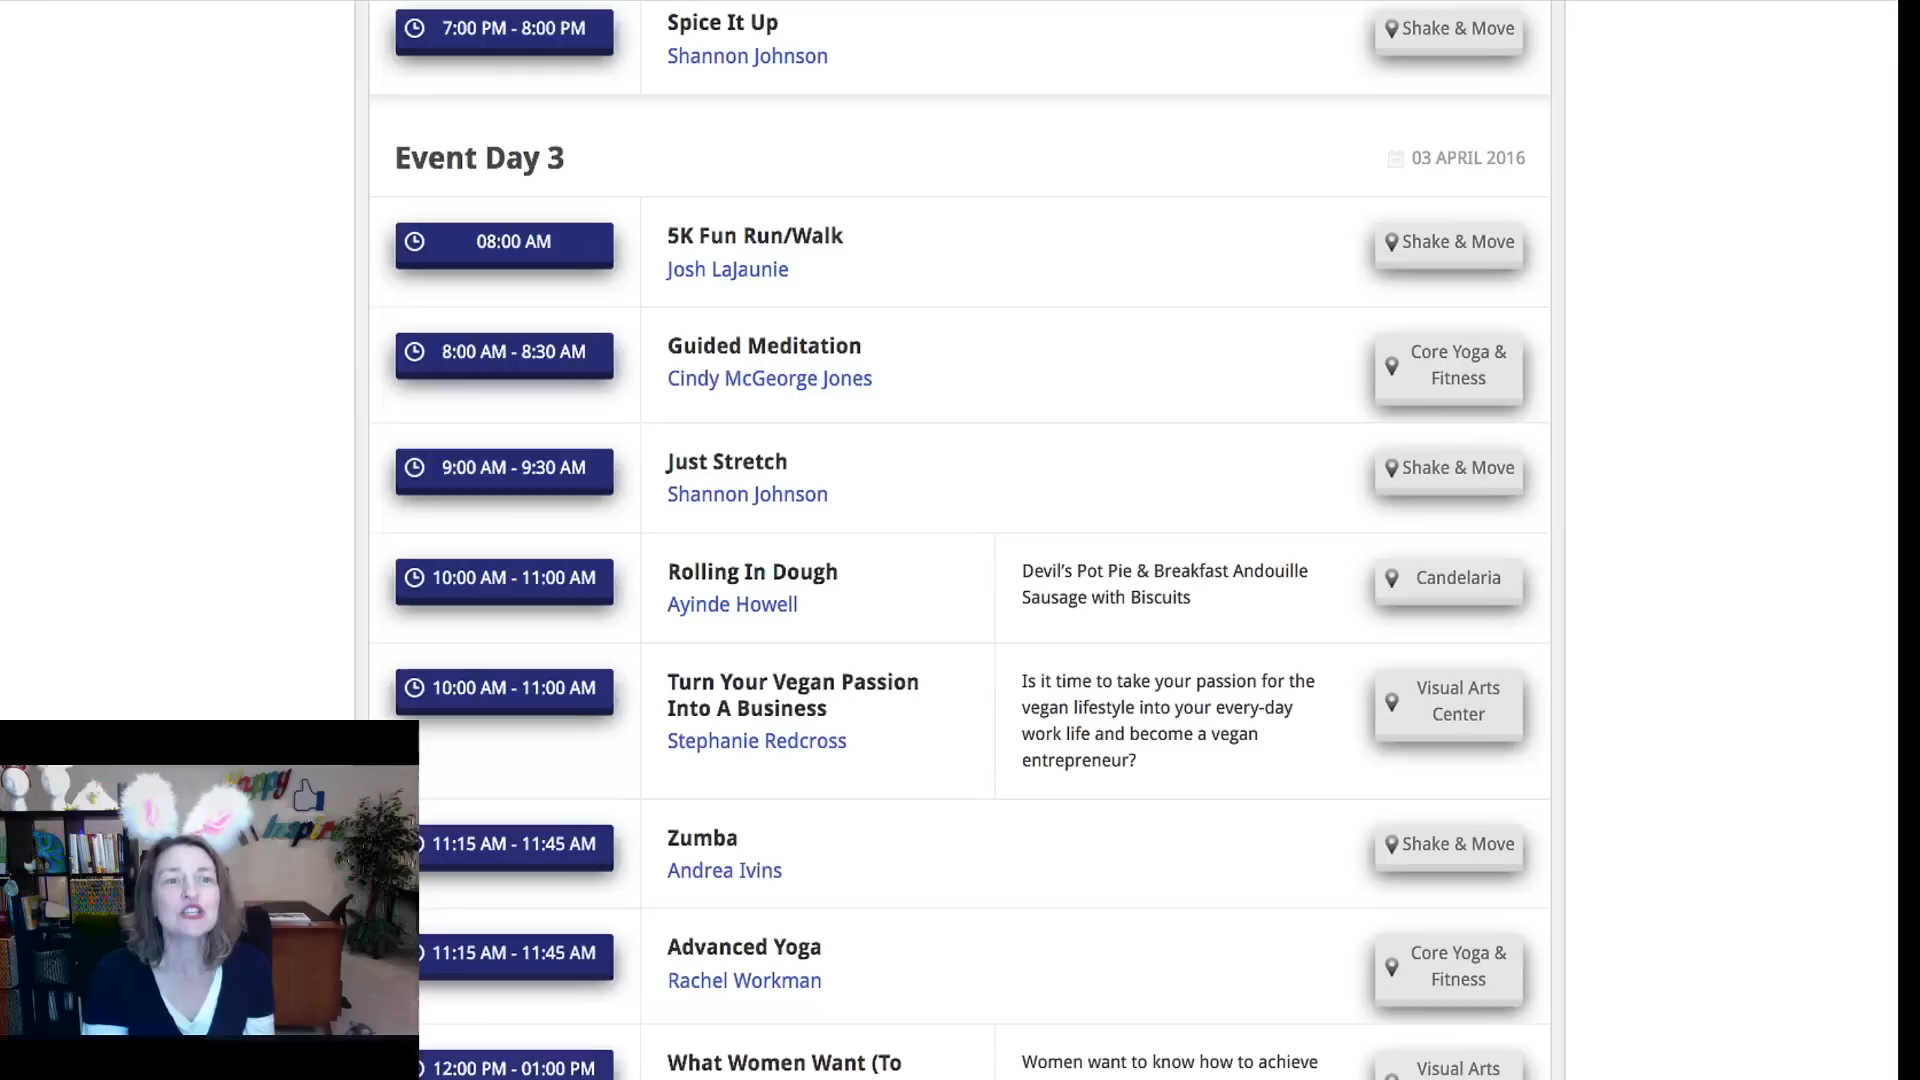 7:00 PM - 8:00 PM
Spice It Up
Shannon Johnson
Shake & Move
Event Day 3
03 APRIL 2016
08:00 AM
5K Fun Run/Walk
Josh LaJaunie
Shake & Move
8:00 AM - 8:30 AM
Guided Meditation
Cindy McGeorge Jones
Core Yoga &
Fitness
9:00 AM - 9:30 AM
Just Stretch
Shannon Johnson
Shake & Move
10:00 AM - 11:00 AM
Rolling In Dough
Ayinde Howell
Devil’s Pot Pie & Breakfast Andouille
Sausage with Biscuits
Candelaria
10:00 AM - 11:00 AM
Turn Your Vegan Passion
Into A Business
Stephanie Redcross
Is it time to take your passion for the
vegan lifestyle into your every-day
work life and become a vegan
entrepreneur?
Visual Arts
Center
11:15 AM - 11:45 AM
Zumba
Andrea Ivins
Shake & Move
11:15 AM - 11:45 AM
Advanced Yoga
Rachel Workman
Core Yoga &
Fitness
12:00 PM - 01:00 PM
What Women Want (To
Women want to know how to achieve
Visual Arts
Happy
Inspire